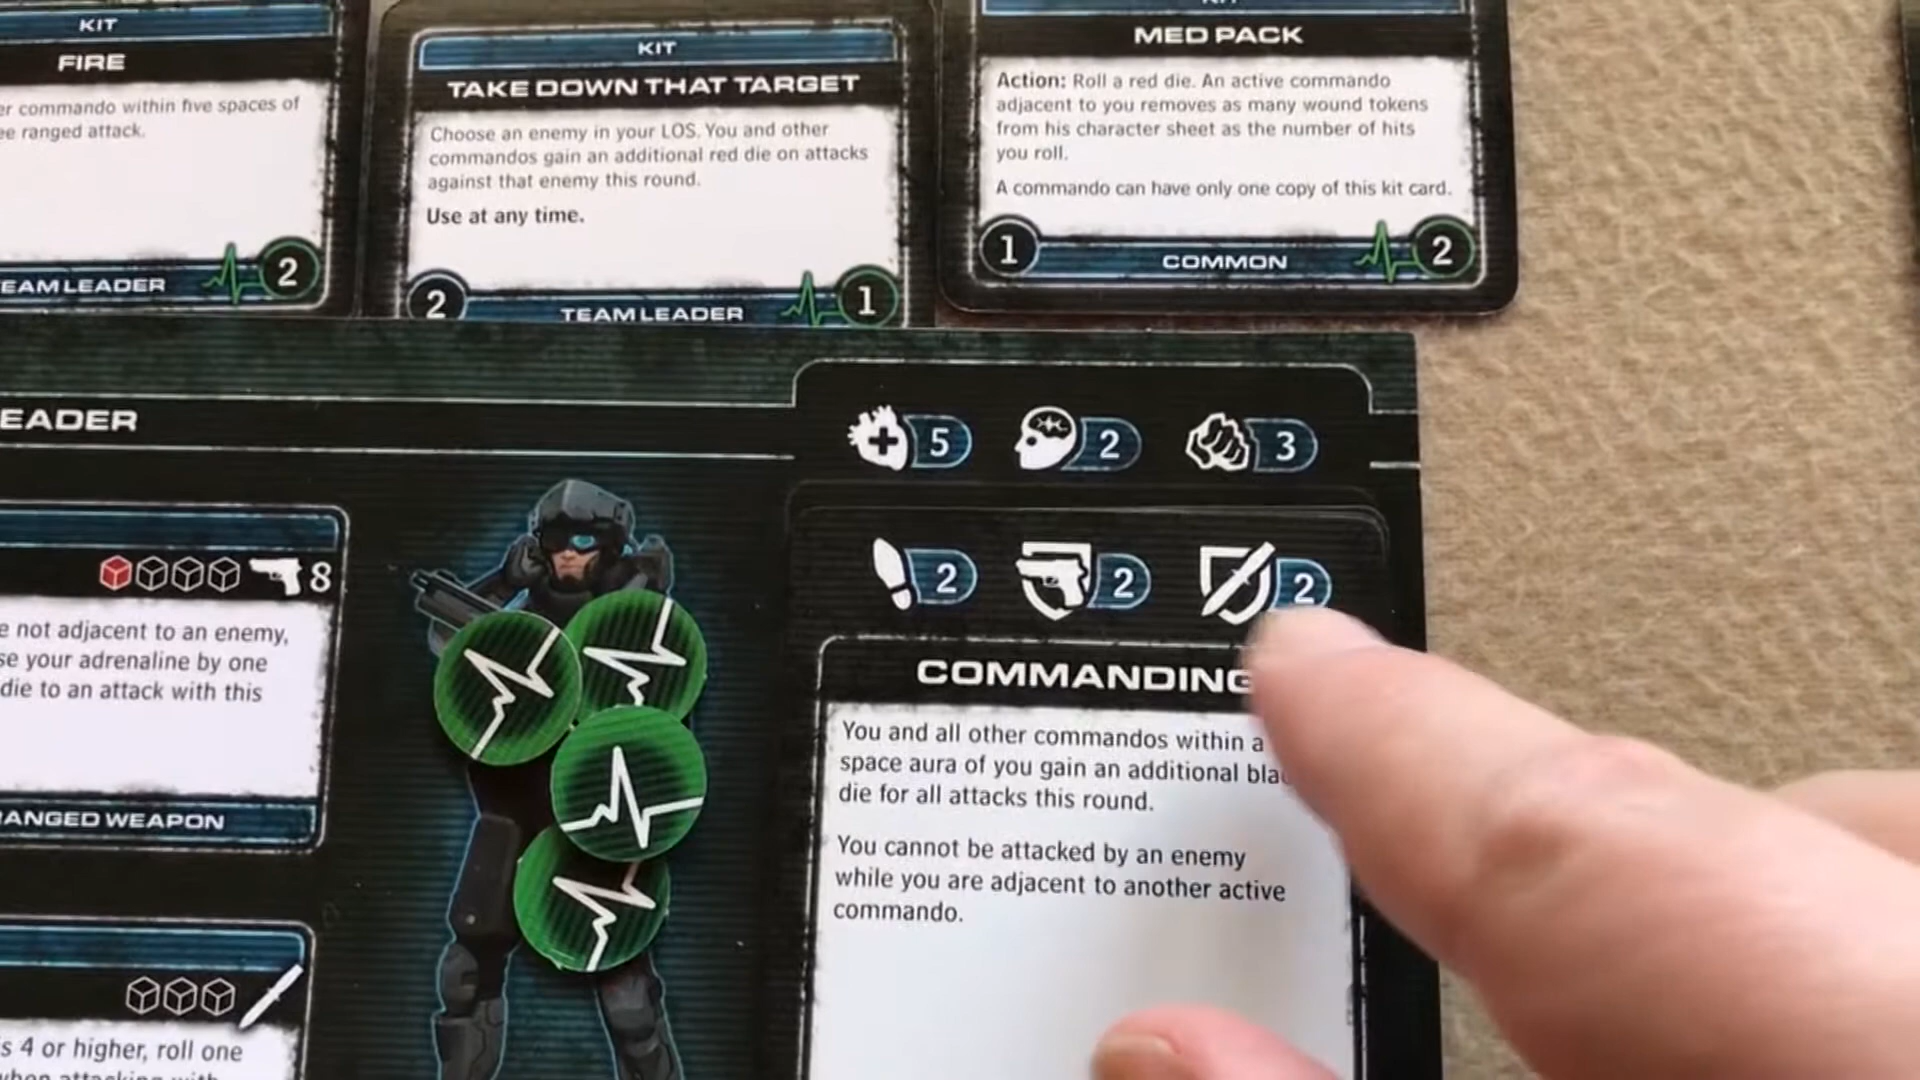 KIT
FIRE
commando within five spaces of
ranged attack.
TEAM LEADER
2
KIT
TAKE DOWN THAT TARGET
Choose an enemy in your LOS. You and other
commandos gain an additional red die on attacks
against that enemy this round.
Use at any time.
2
TEAM LEADER
1
MED PACK
Action: Roll a red die. An active commando
adjacent to you removes as many wound tokens
from his character sheet as the number of hits
you roll.
A commando can have only one copy of this kit card.
1
COMMON
2
EADER
5
2
3
8
not adjacent to an enemy,
your adrenaline by one
die to an attack with this
RANGED WEAPON
s 4 or higher, roll one
when attacking with
2
2
2
COMMANDING
You and all other commandos within a
space aura of you gain an additional
die for all attacks this round.
You cannot be attacked by an enemy
while you are adjacent to another active
commando.